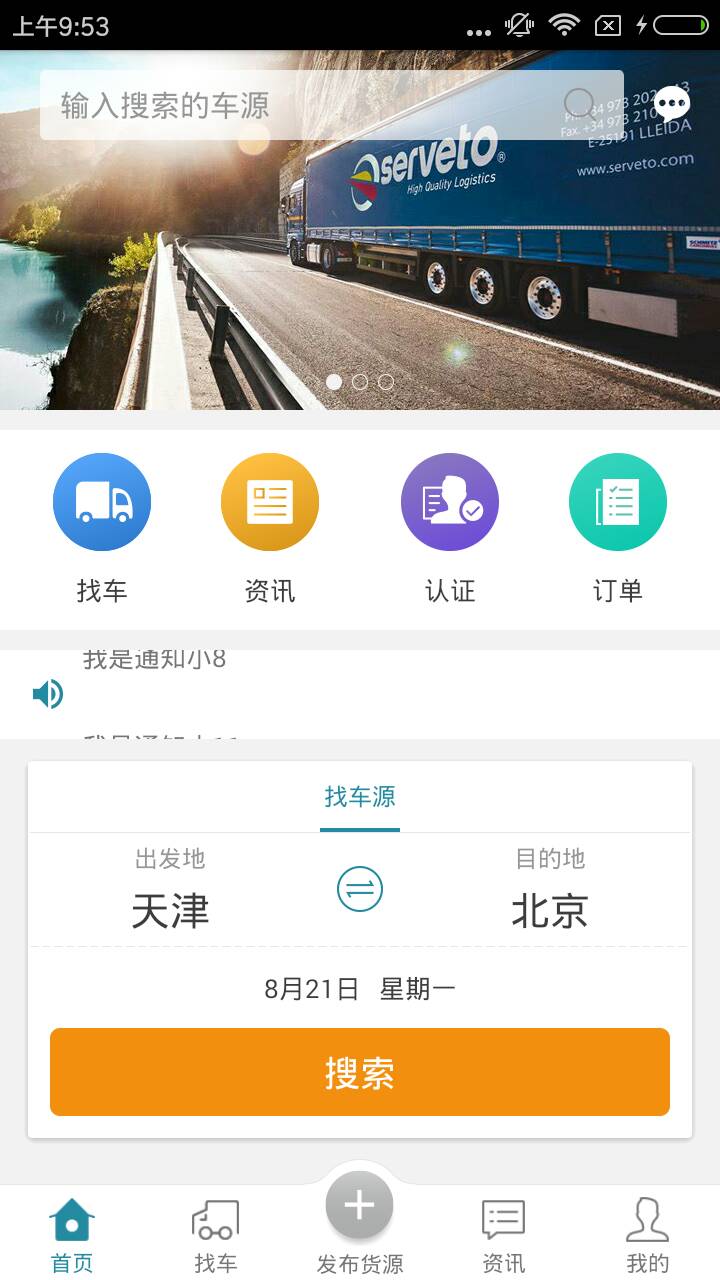 上午9:53
输入搜索的车源
serveto®
High Quality Logistics
E-25191 LLEIDA
www.serveto.com
找车
资讯
认证
订单
我是通知小8
找车源
出发地
目的地
天津
北京
8月21日 星期一
搜索
首页
找车
发布货源
资讯
我的